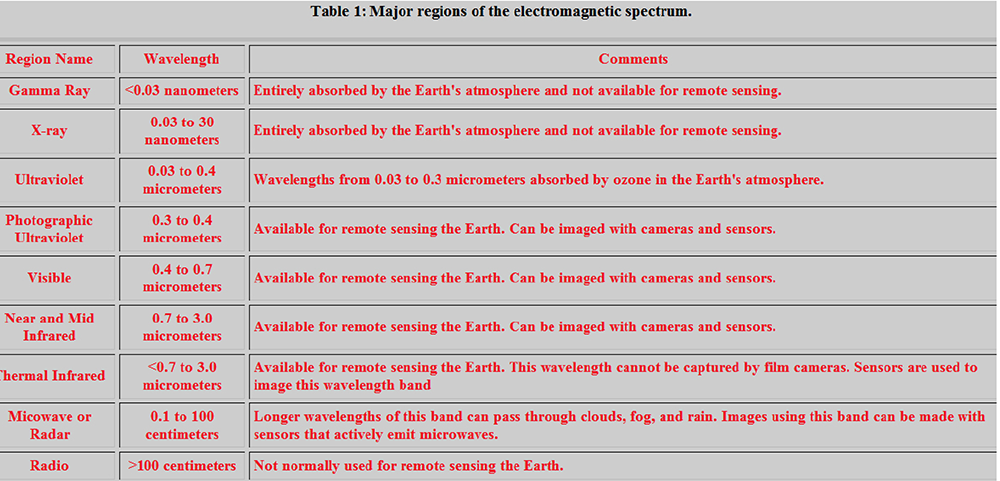 Table 1: Major regions of the electromagnetic spectrum.
Region Name Wavelength Comments
Gamma Ray <0.03 nanometers Entirely absorbed by the Earth's atmosphere and not available for remote sensing.
X-ray 0.03 to 30 nanometers Entirely absorbed by the Earth's atmosphere and not available for remote sensing.
Ultraviolet 0.03 to 0.4 micrometers Wavelengths from 0.03 to 0.3 micrometers absorbed by ozone in the Earth's atmosphere.
Photographic Ultraviolet 0.3 to 0.4 micrometers Available for remote sensing the Earth. Can be imaged with cameras and sensors.
Visible 0.4 to 0.7 micrometers Available for remote sensing the Earth. Can be imaged with cameras and sensors.
Near and Mid Infrared 0.7 to 3.0 micrometers Available for remote sensing the Earth. Can be imaged with cameras and sensors.
Thermal Infrared <0.7 to 3.0 micrometers Available for remote sensing the Earth. This wavelength cannot be captured by film cameras. Sensors are used to image this wavelength band
Micowave or Radar 0.1 to 100 centimeters Longer wavelengths of this band can pass through clouds, fog, and rain. Images using this band can be made with sensors that actively emit microwaves.
Radio >100 centimeters Not normally used for remote sensing the Earth.